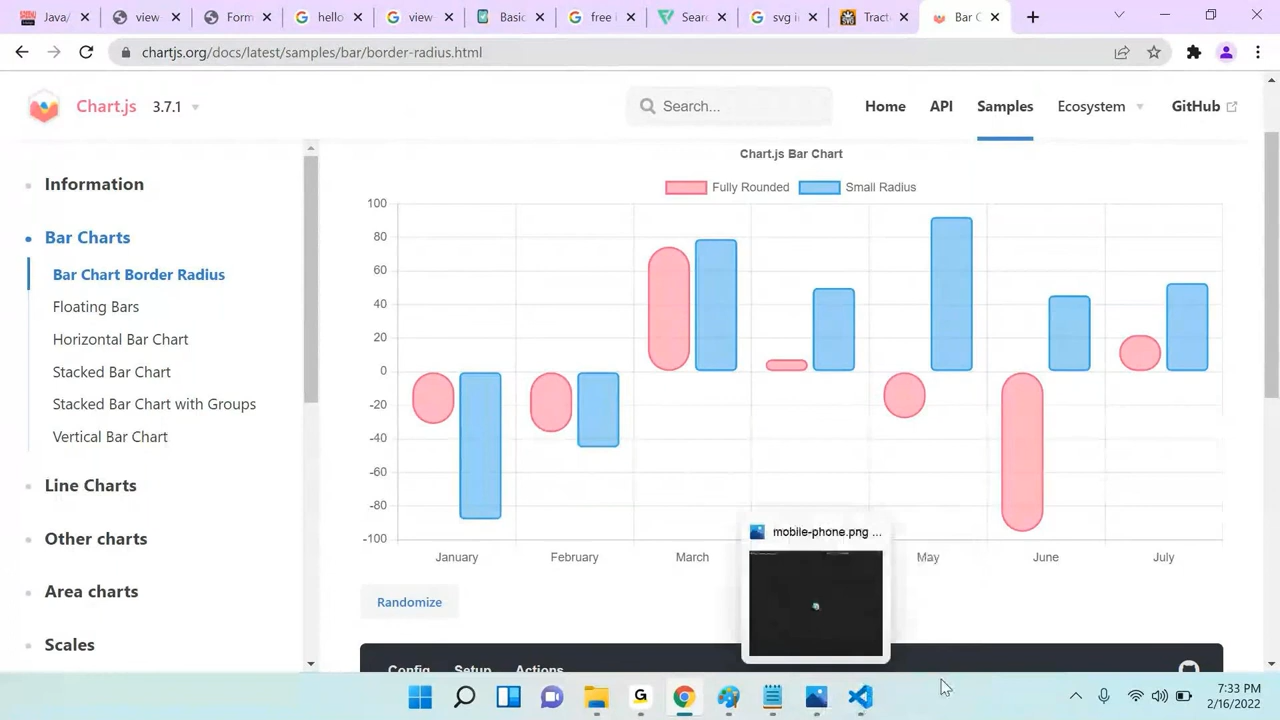 Java/
view
Form
hello
view
Basic
free
Sear
svg i
Trac
Bar C
chartjs.org/docs/latest/samples/bar/border-radius.html
Chart.js 3.7.1
Search...
Home API Samples Ecosystem GitHub
Information
Bar Charts
Bar Chart Border Radius
Floating Bars
Horizontal Bar Chart
Stacked Bar Chart
Stacked Bar Chart with Groups
Vertical Bar Chart
Line Charts
Other charts
Area charts
Scales
Chart.js Bar Chart
Fully Rounded Small Radius
100
80
60
40
20
0
-20
-40
-60
-80
-100
January February March May June July
mobile-phone.png ...
Randomize
Config Setup Actions
G
7:33 PM
2/16/2022